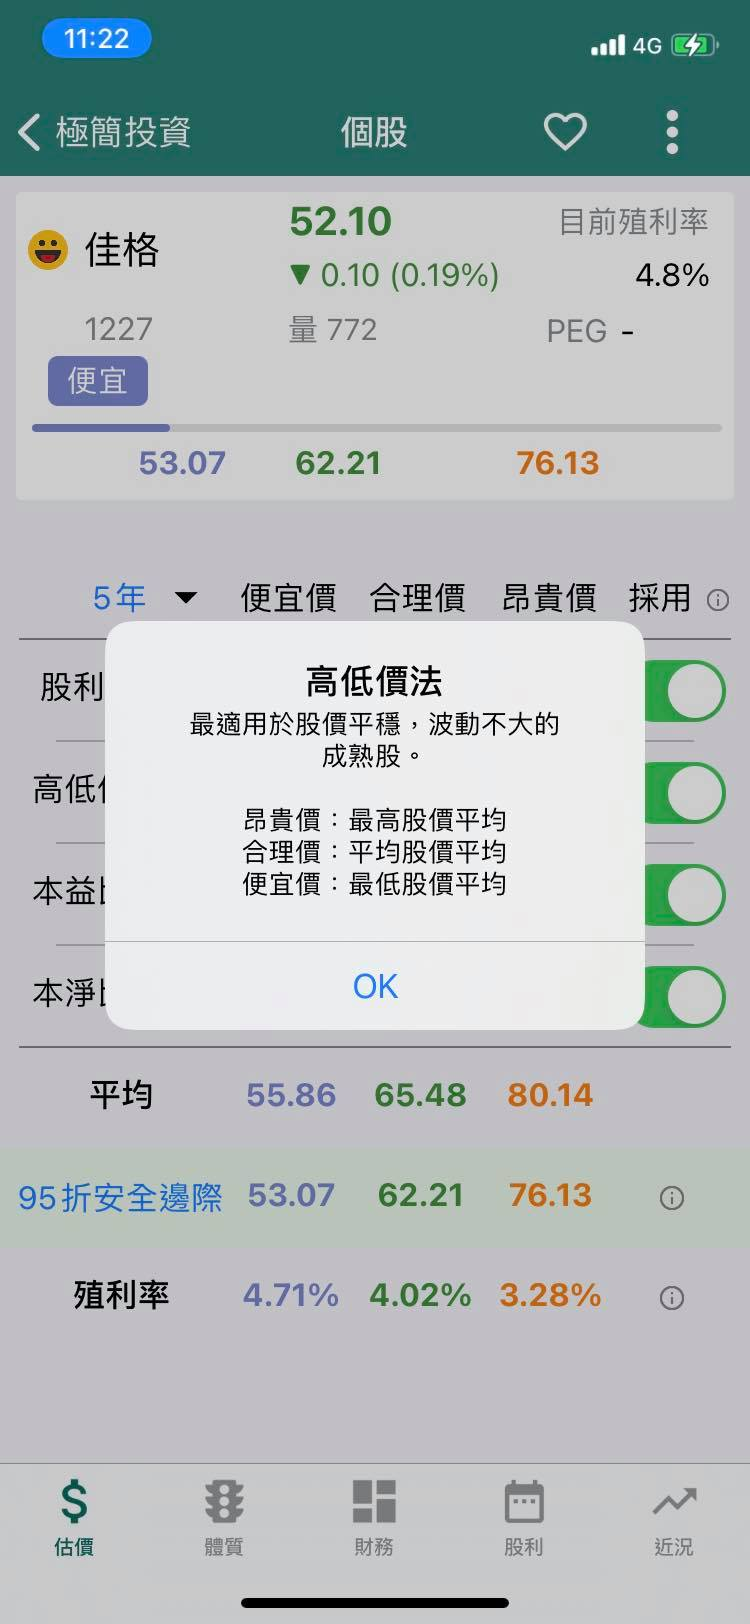 11:22
4G
極簡投資
個股
佳格
52.10
目前殖利率
▼ 0.10 (0.19%)
4.8%
1227
量 772
PEG -
便宜
53.07 62.21 76.13
5年 ▼ 便宜價 合理價 昂貴價 採用
股利
高低
本益
本淨
高低價法
最適用於股價平穩，波動不大的
成熟股。
昂貴價：最高股價平均
合理價：平均股價平均
便宜價：最低股價平均
OK
平均 55.86 65.48 80.14
95折安全邊際 53.07 62.21 76.13
殖利率 4.71% 4.02% 3.28%
估價 體質 財務 股利 近況